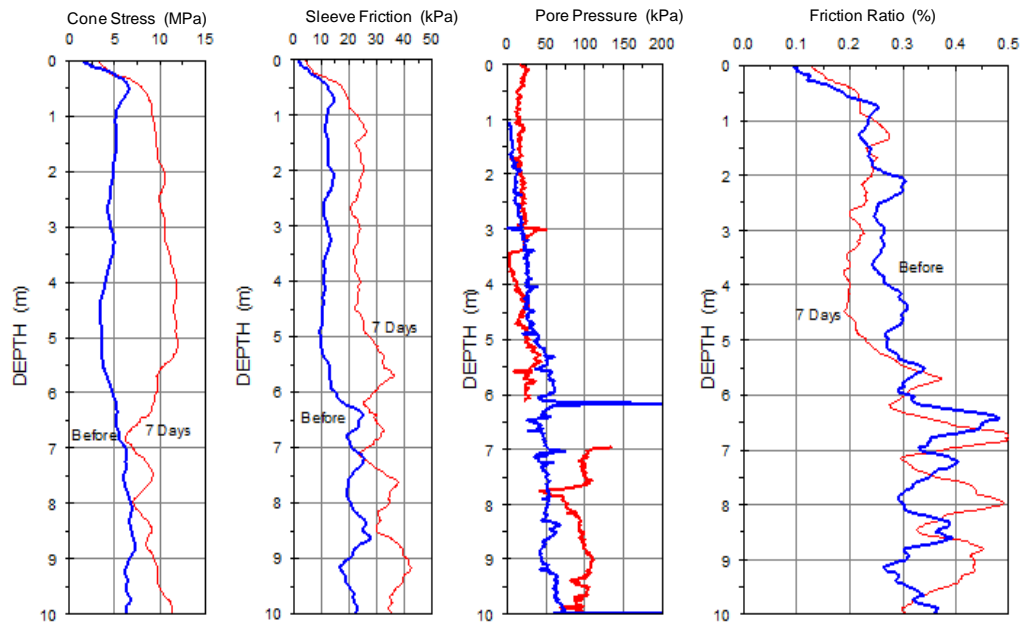 Cone Stress (MPa)
0 5 10 15
0
1
2
3
4
5
6
7
8
9
10
DEPTH (m)
Before
7 Days
Sleeve Friction (kPa)
0 10 20 30 40 50
0
1
2
3
4
5
6
7
8
9
10
DEPTH (m)
7 Days
Before
Pore Pressure (kPa)
0 50 100 150 200
0
1
2
3
4
5
6
7
8
9
10
DEPTH (m)
Friction Ratio (%)
0.0 0.1 0.2 0.3 0.4 0.5
0
1
2
3
4
5
6
7
8
9
10
DEPTH (m)
Before
7 Days